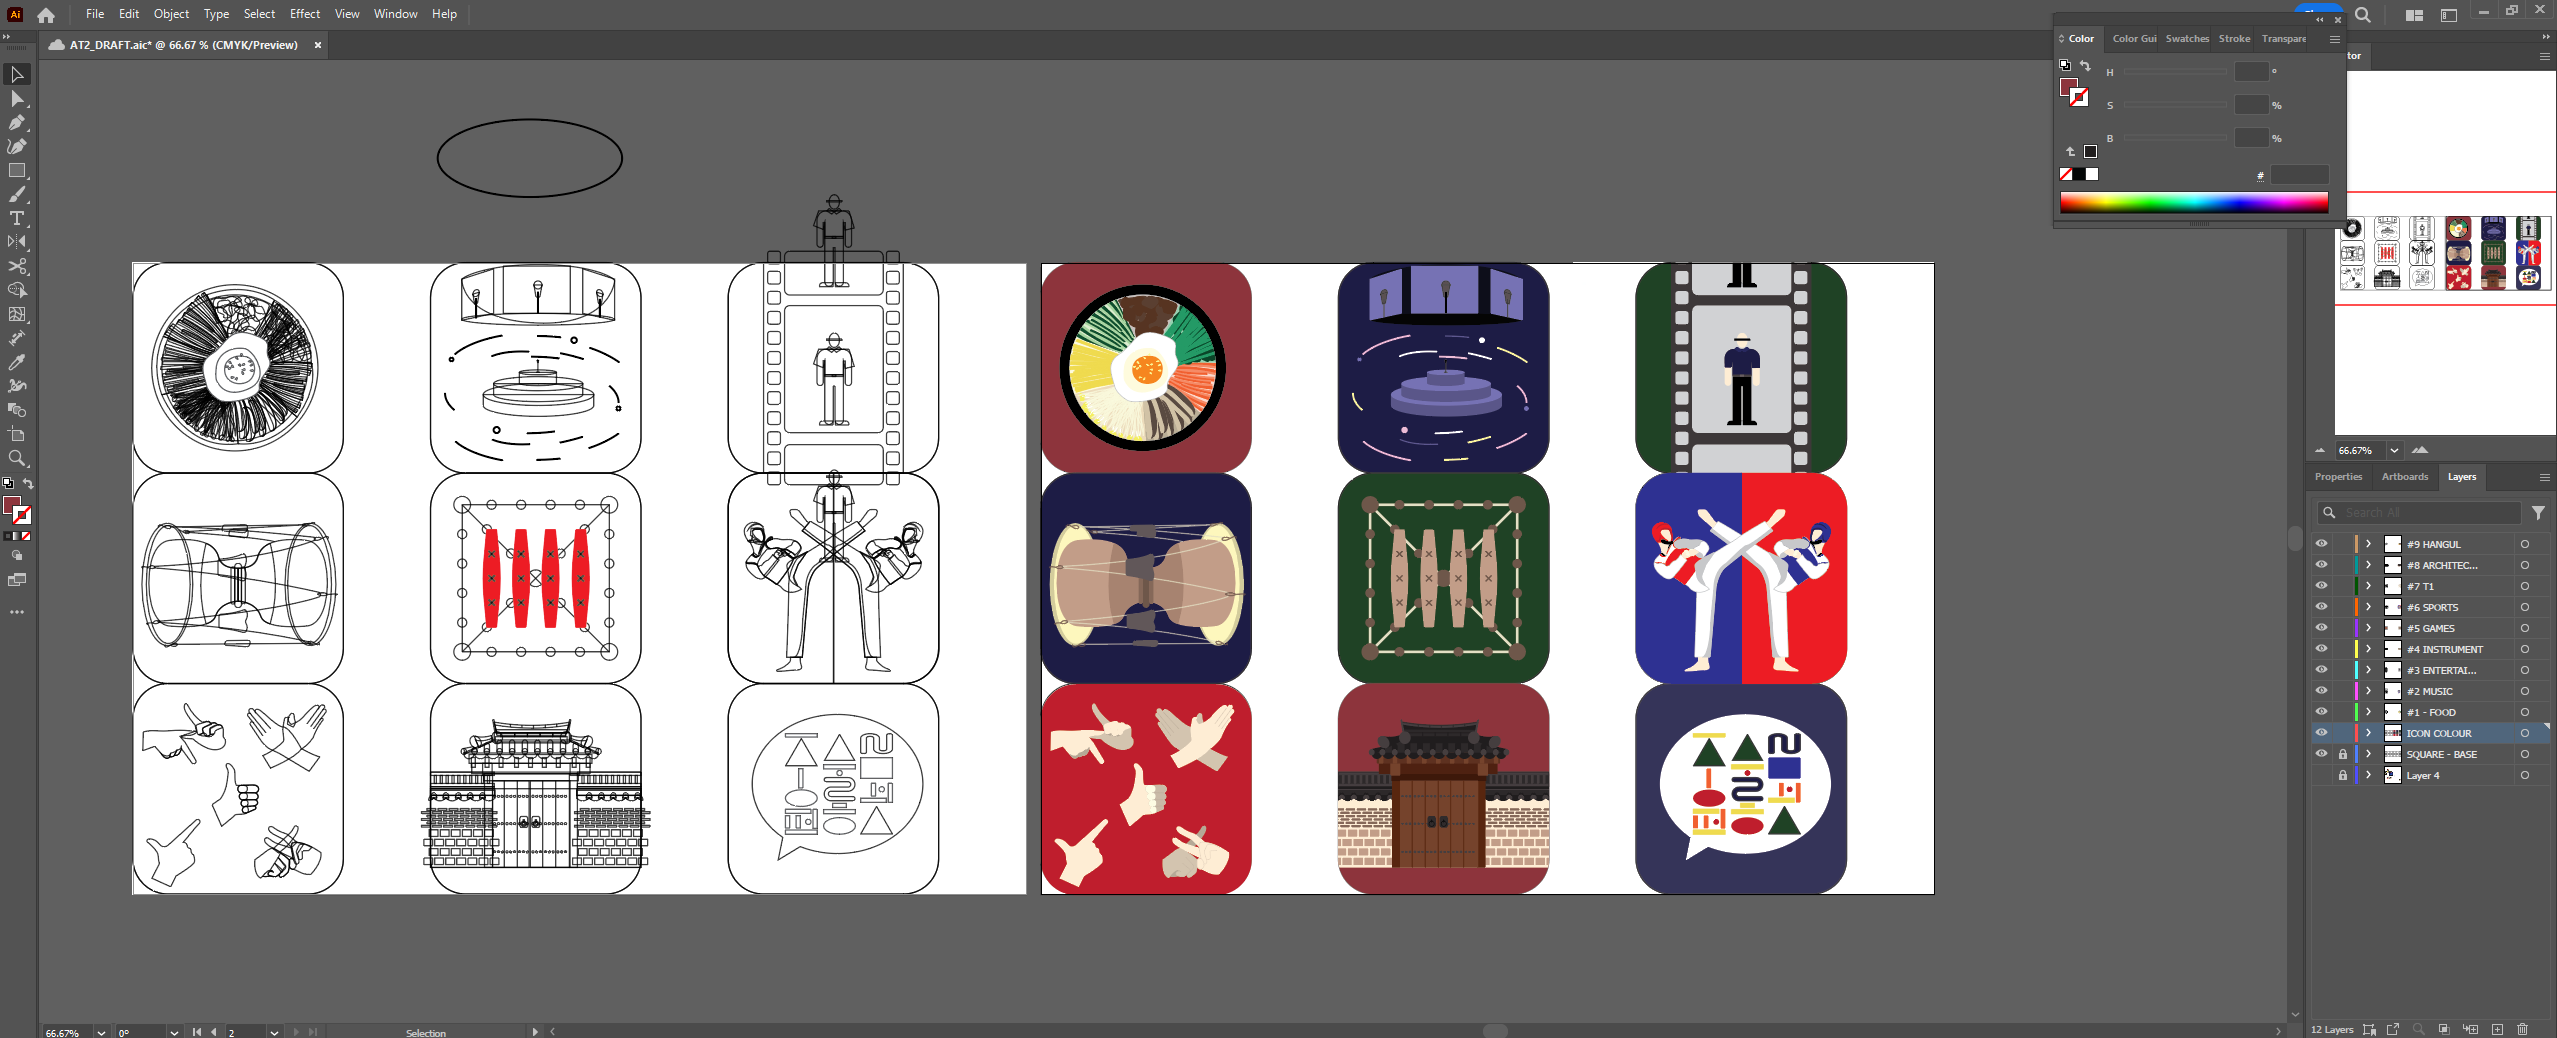 Ai File Edit Object Type Select Effect View Window Help
AT2_DRAFT.aic* @ 66.67 % (CMYK/Preview)
Color Color Gui Swatches Stroke Transpare
H °
S %
B %
#
tor
66.67%
Properties Artboards Layers
Search All
#9 HANGUL
#8 ARCHITEC...
#7 T1
#6 SPORTS
#5 GAMES
#4 INSTRUMENT
#3 ENTERTAI...
#2 MUSIC
#1 - FOOD
ICON COLOUR
SQUARE - BASE
Layer 4
12 Layers
66.67% 0° 2 Selection